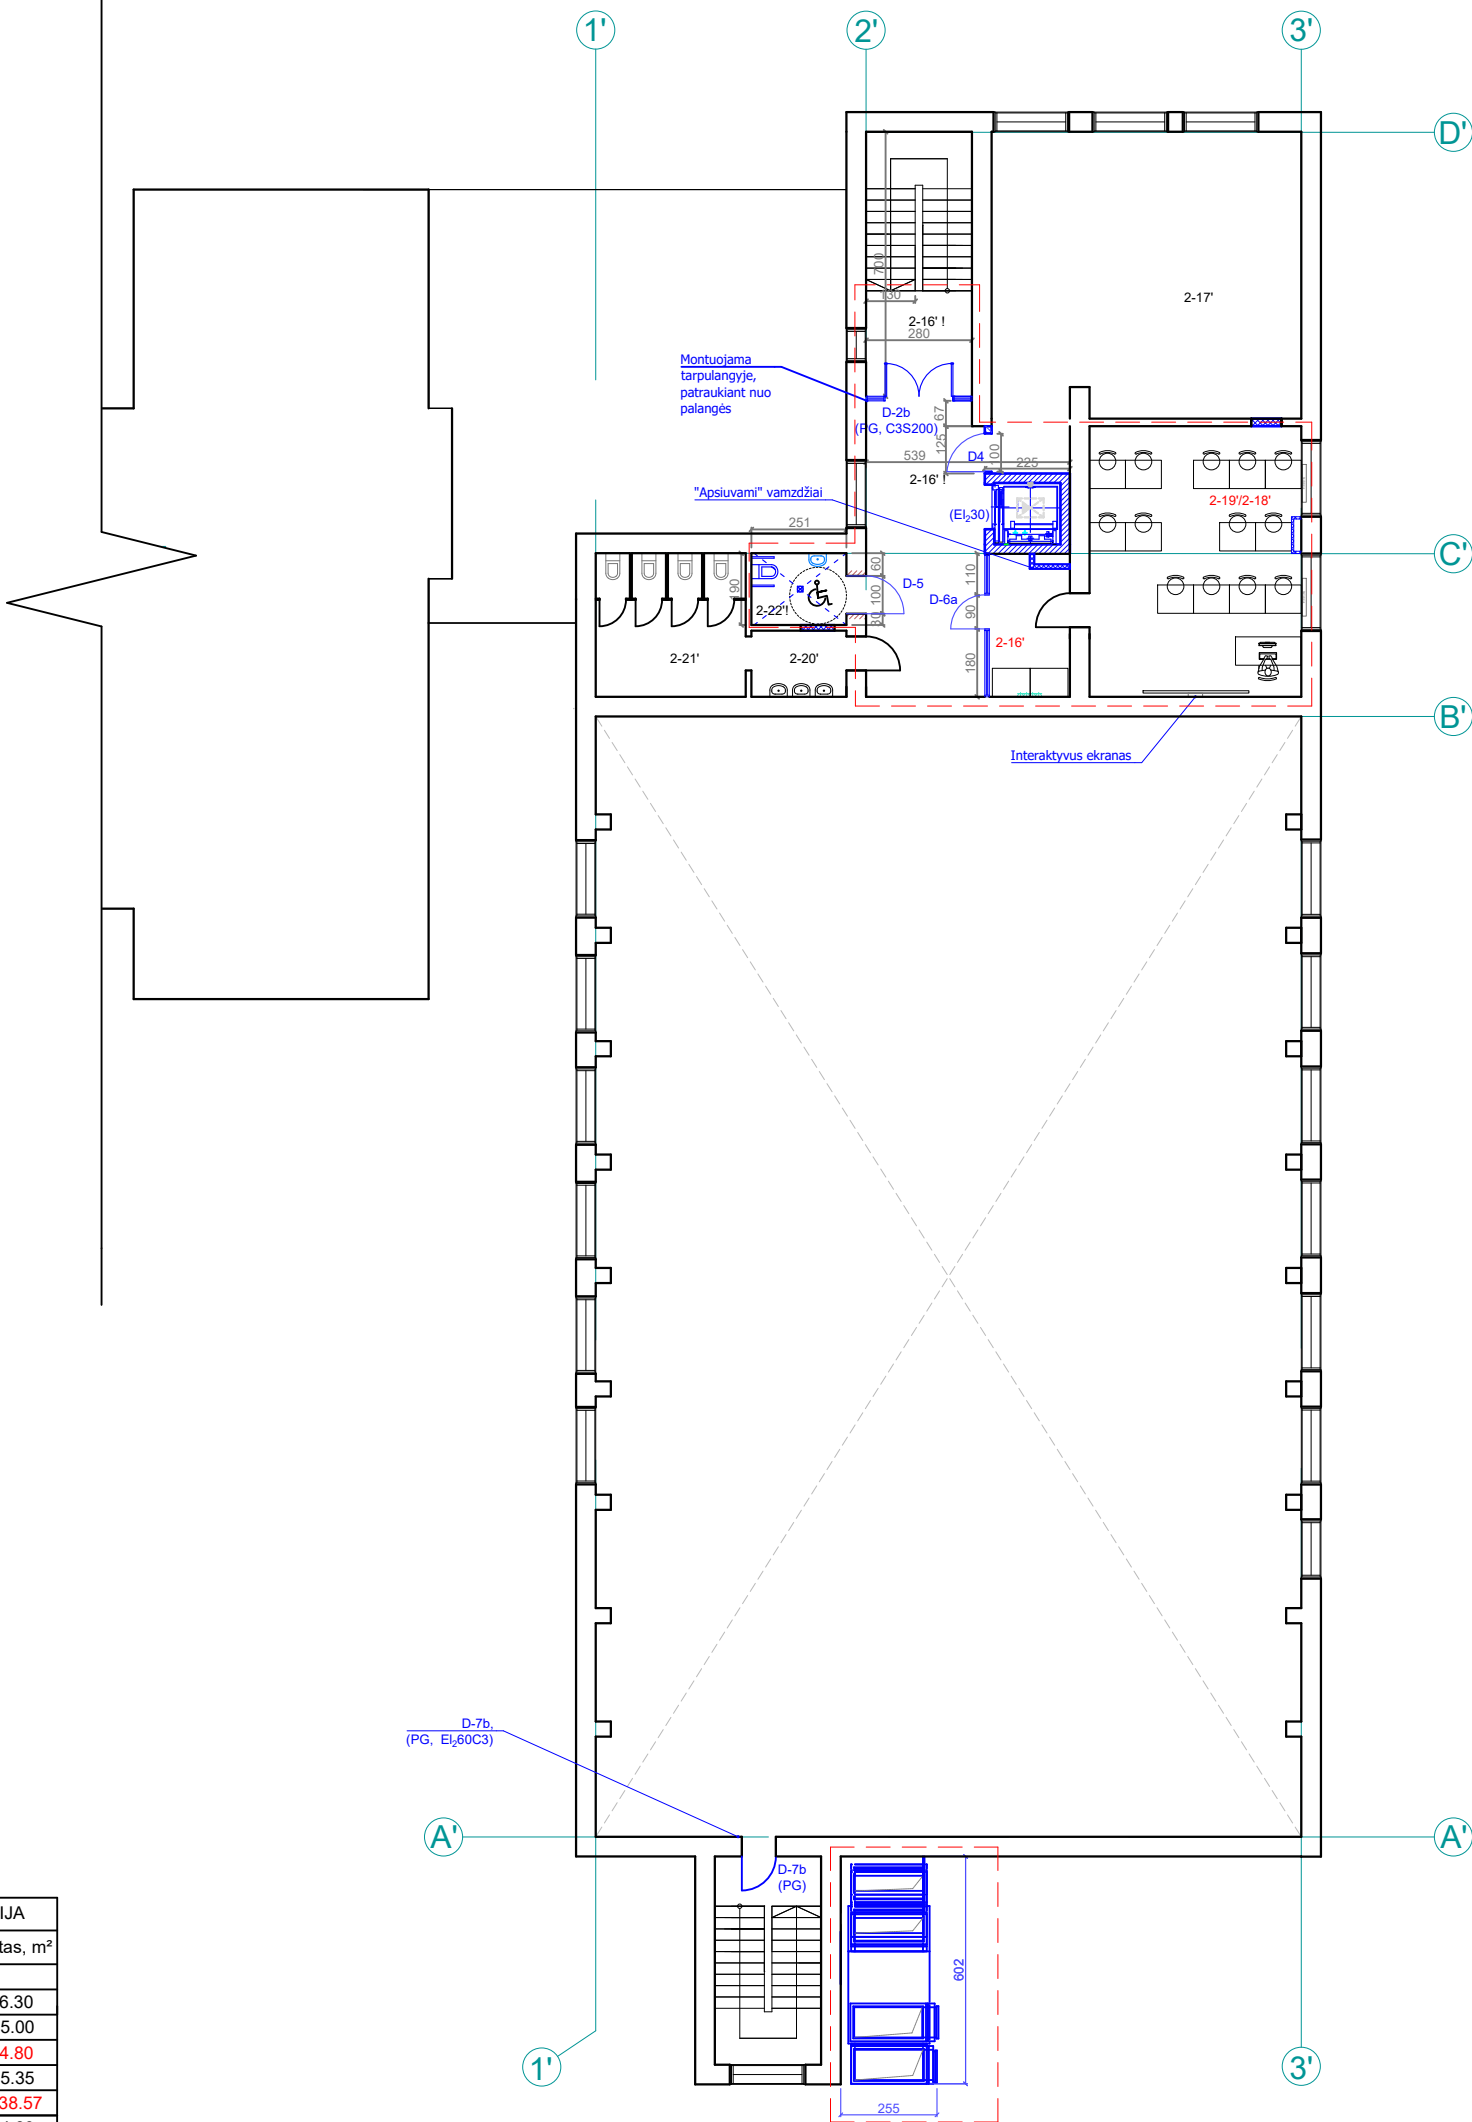 1'
2'
3'
D'
700
130
2-16' !
280
2-17'
Montuojama
tarpulangyje,
patraukiant nuo
palangės
D-2b
(PG, C3S200)
67
125
100
539
D4
225
2-16' !
2-19'/2-18'
"Apsiuvami" vamzdžiai
(EI₂30)
251
C'
190
60
100
30
D-5
D-6a
110
90
180
2-22'!
2-16'
2-21'
2-20'
B'
Interaktyvus ekranas
D-7b,
(PG, EI₂60C3)
A'
A'
D-7b
(PG)
602
255
1'
3'
IJA
tas, m²
6.30
5.00
4.80
5.35
38.57